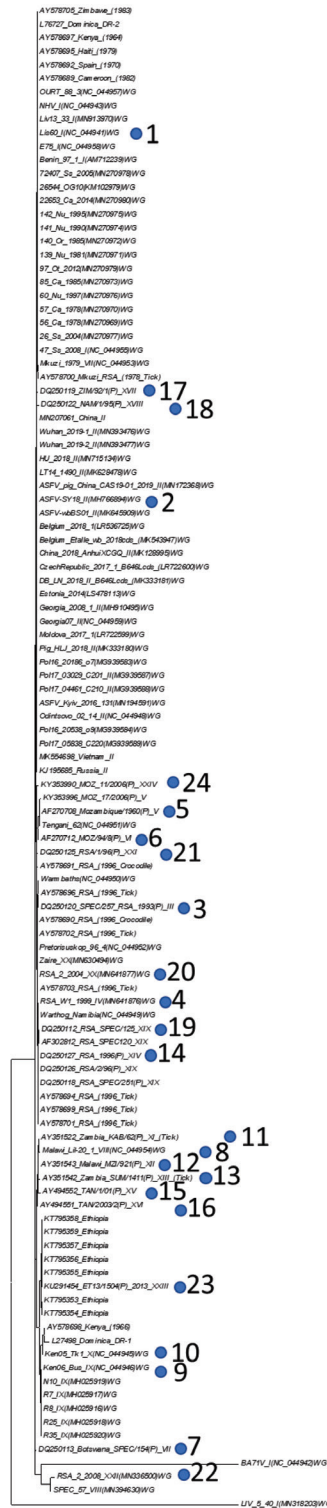 AY578705_Zimbawe_(1983)
L76727_Dominica_DR-2
AY578697_Kenya_(1964)
AY578695_Haiti_(1979)
AY578692_Spain_(1970)
AY578689_Cameroon_(1982)
OURT_88_3(NC_044957)WG
NHV_I(NC_044943)WG
Liv13_33_I(MN913970)WG
Lis60_I(NC_044941)WG 1
E75_I(NC_044958)WG
Benin_97_1_I(AM712239)WG
72407_Ss_2005(MN270978)WG
26544_OG10(KM102979)WG
22653_Ca_2014(MN270980)WG
142_Nu_1995(MN270975)WG
141_Nu_1990(MN270974)WG
140_Or_1985(MN270972)WG
139_Nu_1981(MN270971)WG
97_Ot_2012(MN270979)WG
85_Ca_1985(MN270973)WG
60_Nu_1997(MN270976)WG
57_Ca_1978(MN270970)WG
56_Ca_1978(MN270969)WG
26_Ss_2004(MN270977)WG
47_Ss_2008_I(NC_044955)WG
Mkuzi_1979_VII(NC_044953)WG
AY578700_Mkuzi_RSA_(1978_Tick)
DQ250119_ZIM/92/1(P)_XVII 17
DQ250122_NAM/1/95(P)_XVIII 18
MN207061_China_II
Wuhan_2019-1_II(MN393476)WG
Wuhan_2019-2_II(MN393477)WG
HU_2018_II(MN715134)WG
LT14_1490_II(MK628478)WG
ASFV_pig_China_CAS19-01_2019_II(MN172368)WG
ASFV-SY18_II(MH766894)WG 2
ASFV-wbBS01_II(MK645909)WG
Belgium_2018_1(LR536725)WG
Belgium_Etalle_wb_2018cds_(MK543947)WG
China_2018_AnhuiXCGQ_II(MK128995)WG
CzechRepublic_2017_1_B646Lcds_(LR722600)WG
DB_LN_2018_II_B646Lcds_(MK333181)WG
Estonia_2014(LS478113)WG
Georgia_2008_1_II(MH910495)WG
Georgia07_II(NC_044959)WG
Moldova_2017_1(LR722599)WG
Pig_HLJ_2018_II(MK333180)WG
Pol16_20186_o7(MG939583)WG
Pol17_03029_C201_II(MG939587)WG
Pol17_04461_C210_II(MG939588)WG
ASFV_Kyiv_2016_131(MN194591)WG
Odintsovo_02_14_II(NC_044948)WG
Pol16_20538_o9(MG939584)WG
Pol17_05838_C220(MG939589)WG
MK554698_Vietnam_II
KJ195685_Russia_II
KY353990_MOZ_11/2006(P)_XXIV 24
KY353996_MOZ_17/2006(P)_V
AF270708_Mozambique/1960(P)_V 5
Tengani_62(NC_044951)WG
AF270712_MOZ/94/8(P)_VI 6
DQ250125_RSA/1/96(P)_XXI 21
AY578691_RSA_(1996_Crocodile)
Warmbaths(NC_044950)WG
AY578696_RSA_(1996_Tick)
DQ250120_SPEC/257_RSA_1993(P)_III 3
AY578690_RSA_(1996_Crocodile)
AY578702_RSA_(1996_Tick)
Pretorisuskop_96_4(NC_044952)WG
Zaire_XX(MN630494)WG
RSA_2_2004_XX(MN641877)WG 20
AY578703_RSA_(1996_Tick)
RSA_W1_1999_IV(MN641876)WG 4
Warthog_Namibia(NC_044949)WG
DQ250112_RSA_SPEC/125_XIX 19
AF302812_RSA_SPEC120_XIX
DQ250127_RSA_1996(P)_XIV 14
DQ250126_RSA/2/96(P)_XIX
DQ250118_RSA_SPEC/251(P)_XIX
AY578694_RSA_(1996_Tick)
AY578699_RSA_(1996_Tick)
AY578701_RSA_(1996_Tick)
AY351522_Zambia_KAB/62(P)_XI_(Tick) 11
Malawi_Lil-20_1_VIII(NC_044954)WG 8
AY351543_Malawi_MZI/921(P)_XII 12
AY351542_Zambia_SUM/1411(P)_XIII_(Tick) 13
AY494552_TAN/1/01(P)_XV 15
AY494551_TAN/2003/2(P)_XVI 16
KT795358_Ethiopia
KT795359_Ethiopia
KT795357_Ethiopia
KT795356_Ethiopia
KT795355_Ethiopia
KU291454_ET13/1504(P)_2013_XXIII 23
KT795353_Ethiopia
KT795354_Ethiopia
AY578698_Kenya_(1966)
L27498_Dominica_DR-1
Ken05_Tk1_X(NC_044945)WG 10
Ken06_Bus_IX(NC_044946)WG 9
N10_IX(MH025919)WG
R7_IX(MH025917)WG
R8_IX(MH025916)WG
R25_IX(MH025918)WG
R35_IX(MH025920)WG
DQ250113_Botswana_SPEC/154(P)_VII 7
BA71V_I(NC_044942)WG
RSA_2_2008_XXII(MN336500)WG 22
SPEC_57_VIII(MN394630)WG
LIV_5_40_I(MN318203)WG